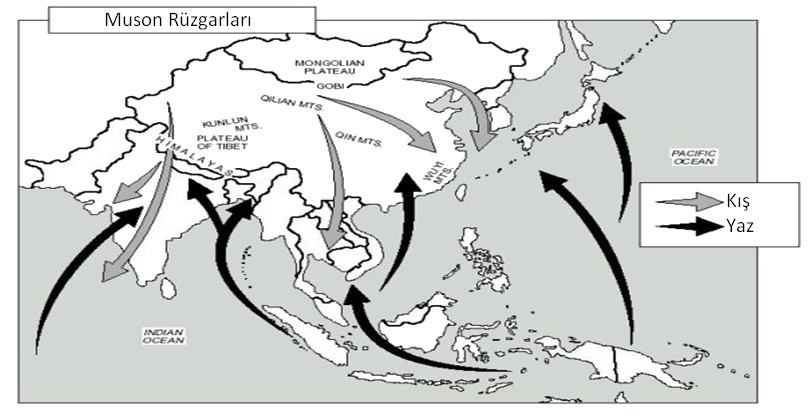 Muson Rüzgarları
MONGOLIAN
PLATEAU
GOBI
QILIAN MTS.
KUNLUN
MTS.
PLATEAU
OF TIBET
QIN MTS.
HIMALAYAS
WUYI
MTS.
PACIFIC
OCEAN
Kış
Yaz
INDIAN
OCEAN